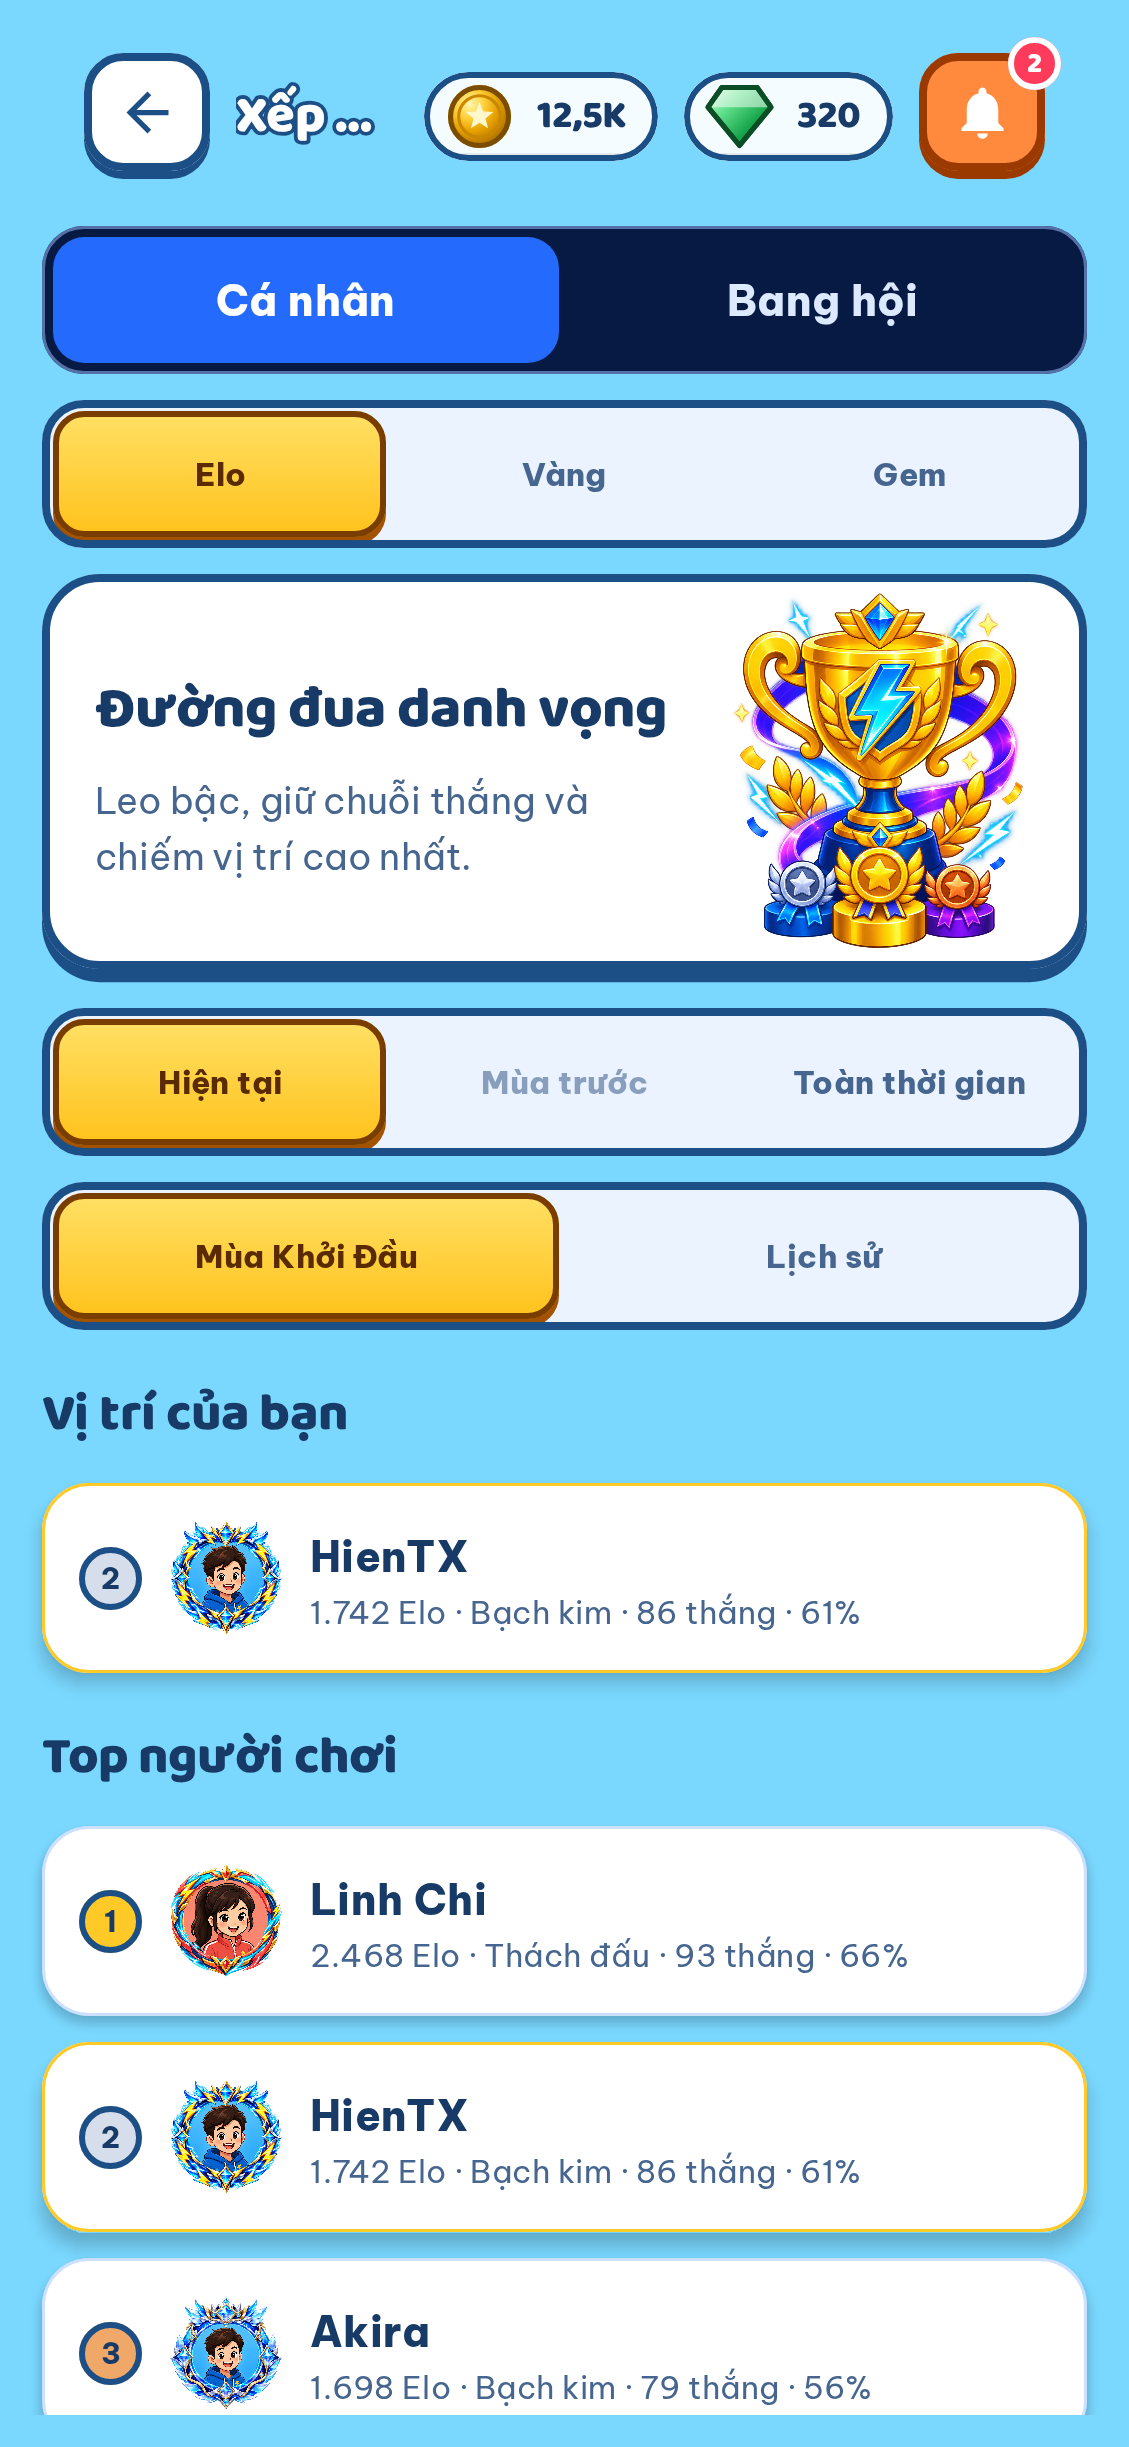 Xếp ...
12,5K
320
2
Cá nhân
Bang hội
Elo
Vàng
Gem
Đường đua danh vọng
Leo bậc, giữ chuỗi thắng và
chiếm vị trí cao nhất.
Hiện tại
Mùa trước
Toàn thời gian
Mùa Khởi Đầu
Lịch sử
Vị trí của bạn
2
HienTX
1.742 Elo · Bạch kim · 86 thắng · 61%
Top người chơi
1
Linh Chi
2.468 Elo · Thách đấu · 93 thắng · 66%
2
HienTX
1.742 Elo · Bạch kim · 86 thắng · 61%
3
Akira
1.698 Elo · Bạch kim · 79 thắng · 56%